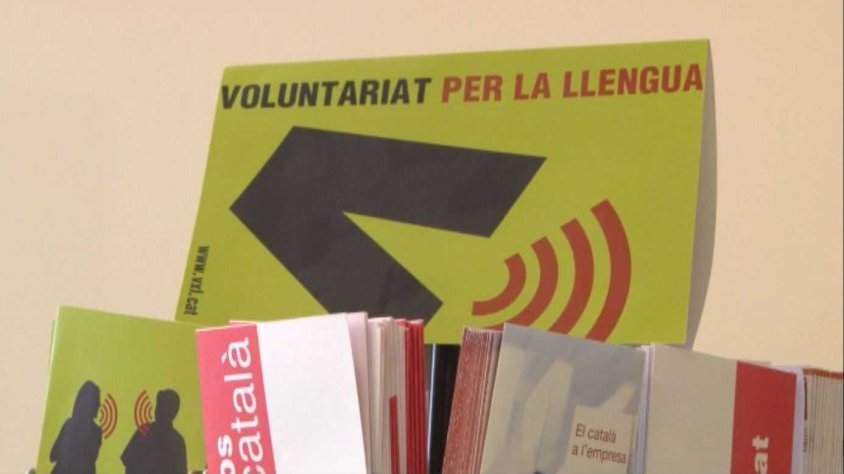 VOLUNTARIAT PER LA LLENGUA
www.vxl.cat
català
El català
a l'empresa